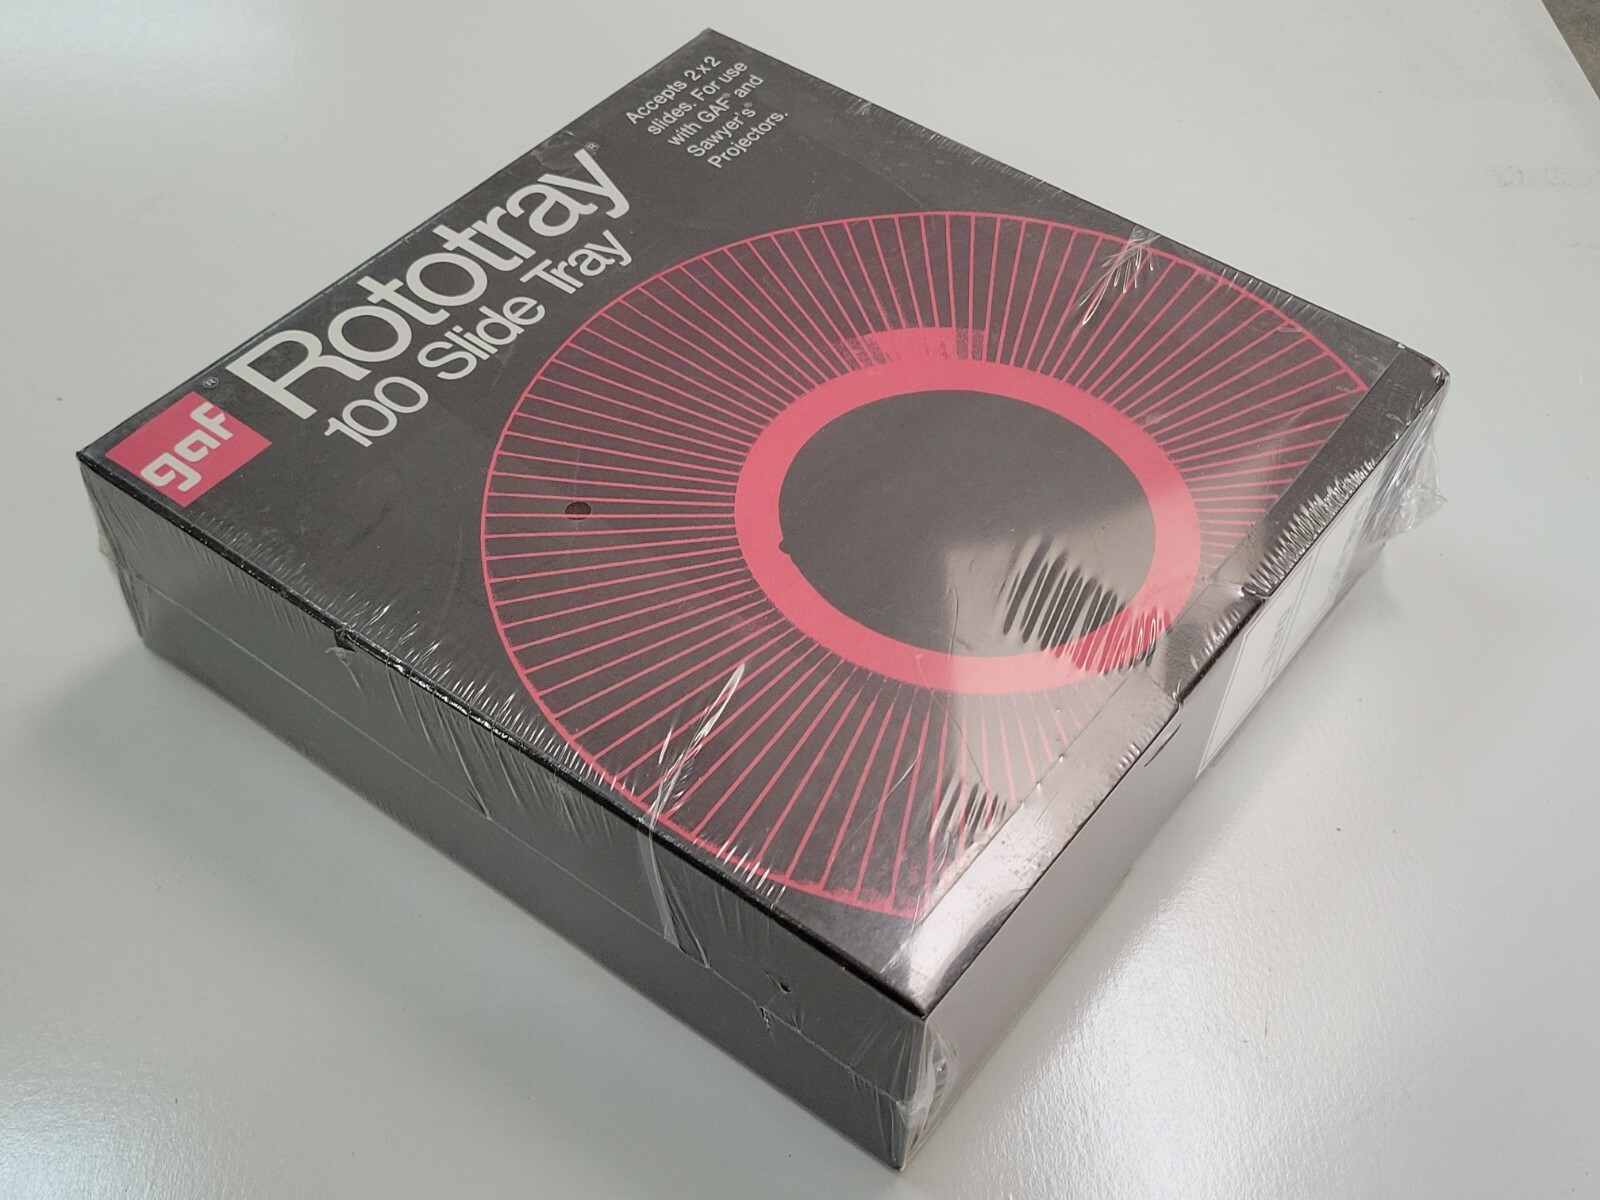 gaf®
Rototray®
100 Slide Tray
Accepts 2x2
slides. For use
with GAF® and
Sawyer's®
Projectors.